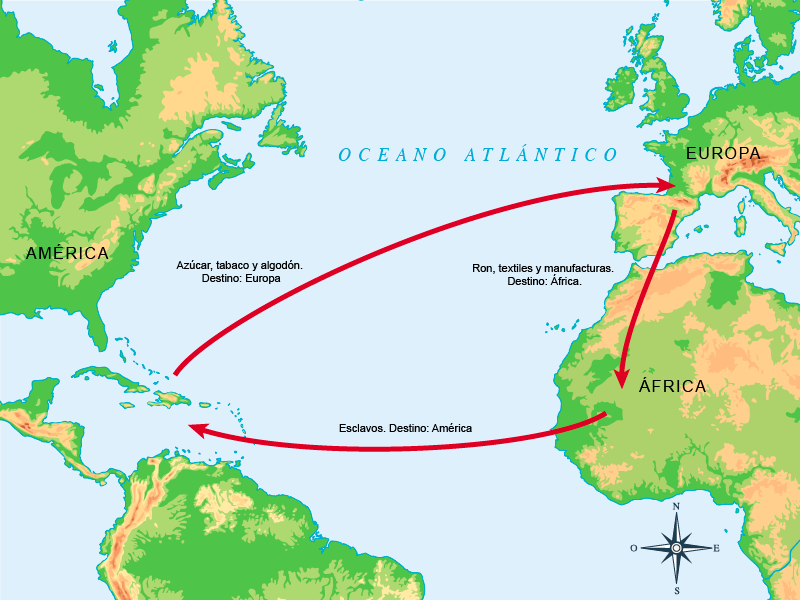 OCEANO ATLÁNTICO
EUROPA
AMÉRICA
Azúcar, tabaco y algodón.
Destino: Europa
Ron, textiles y manufacturas.
Destino: África.
ÁFRICA
Esclavos. Destino: América
N
O
E
S